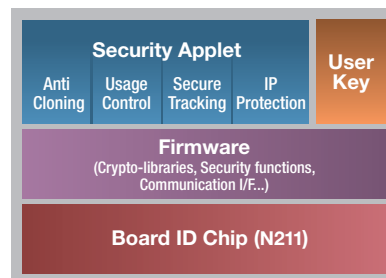 Security Applet
Anti Cloning
Usage Control
Secure Tracking
IP Protection
User Key
Firmware
(Crypto-libraries, Security functions,
Communication I/F...)
Board ID Chip (N211)